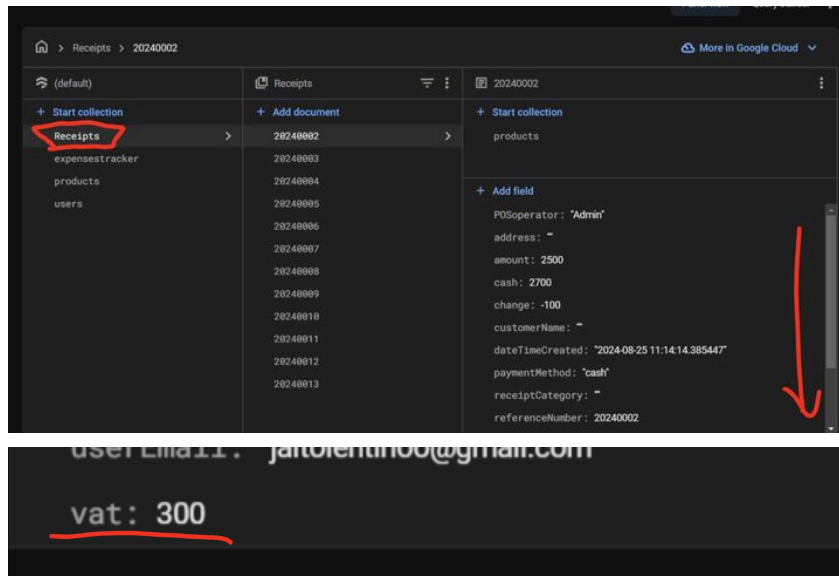 Receipts > 20240002
More in Google Cloud
(default)
Receipts
20240002
+ Start collection
+ Add document
+ Start collection
Receipts
20240002
products
expensestracker
20240003
products
20240004
users
20240005
20240006
20240007
20240008
20240009
20240010
20240011
20240012
20240013
+ Add field
POSoperator: "Admin"
address: ""
amount: 2500
cash: 2700
change: -100
customerName: ""
dateTimeCreated: "2024-08-25 11:14:14.385447"
paymentMethod: "cash"
receiptCategory: ""
referenceNumber: 20240002
userEmail:
vat: 300